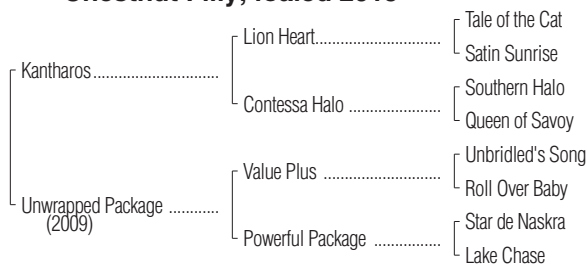 Chestnut Filly; foaled
Tale of the Cat
Lion Heart..............................
Satin Sunrise
Kantharos..............................
Southern Halo
Contessa Halo ......................
Queen of Savoy
Unbridled's Song
Value Plus ............................
Roll Over Baby
Unwrapped Package ............
(2009)
Star de Naskra
Powerful Package ................
Lake Chase